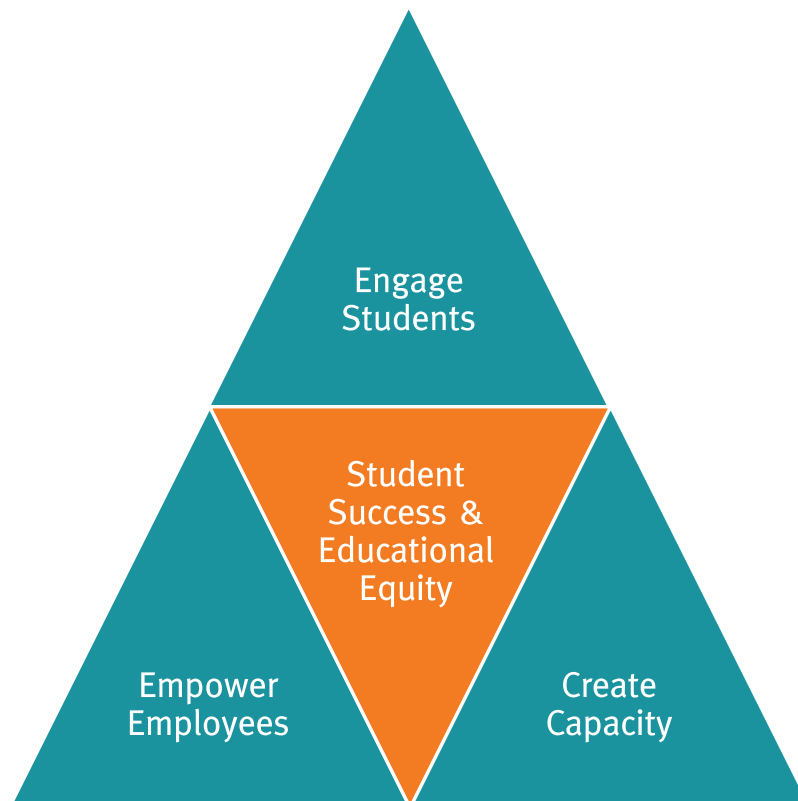 Engage
Students
Student
Success &
Educational
Equity
Empower
Employees
Create
Capacity